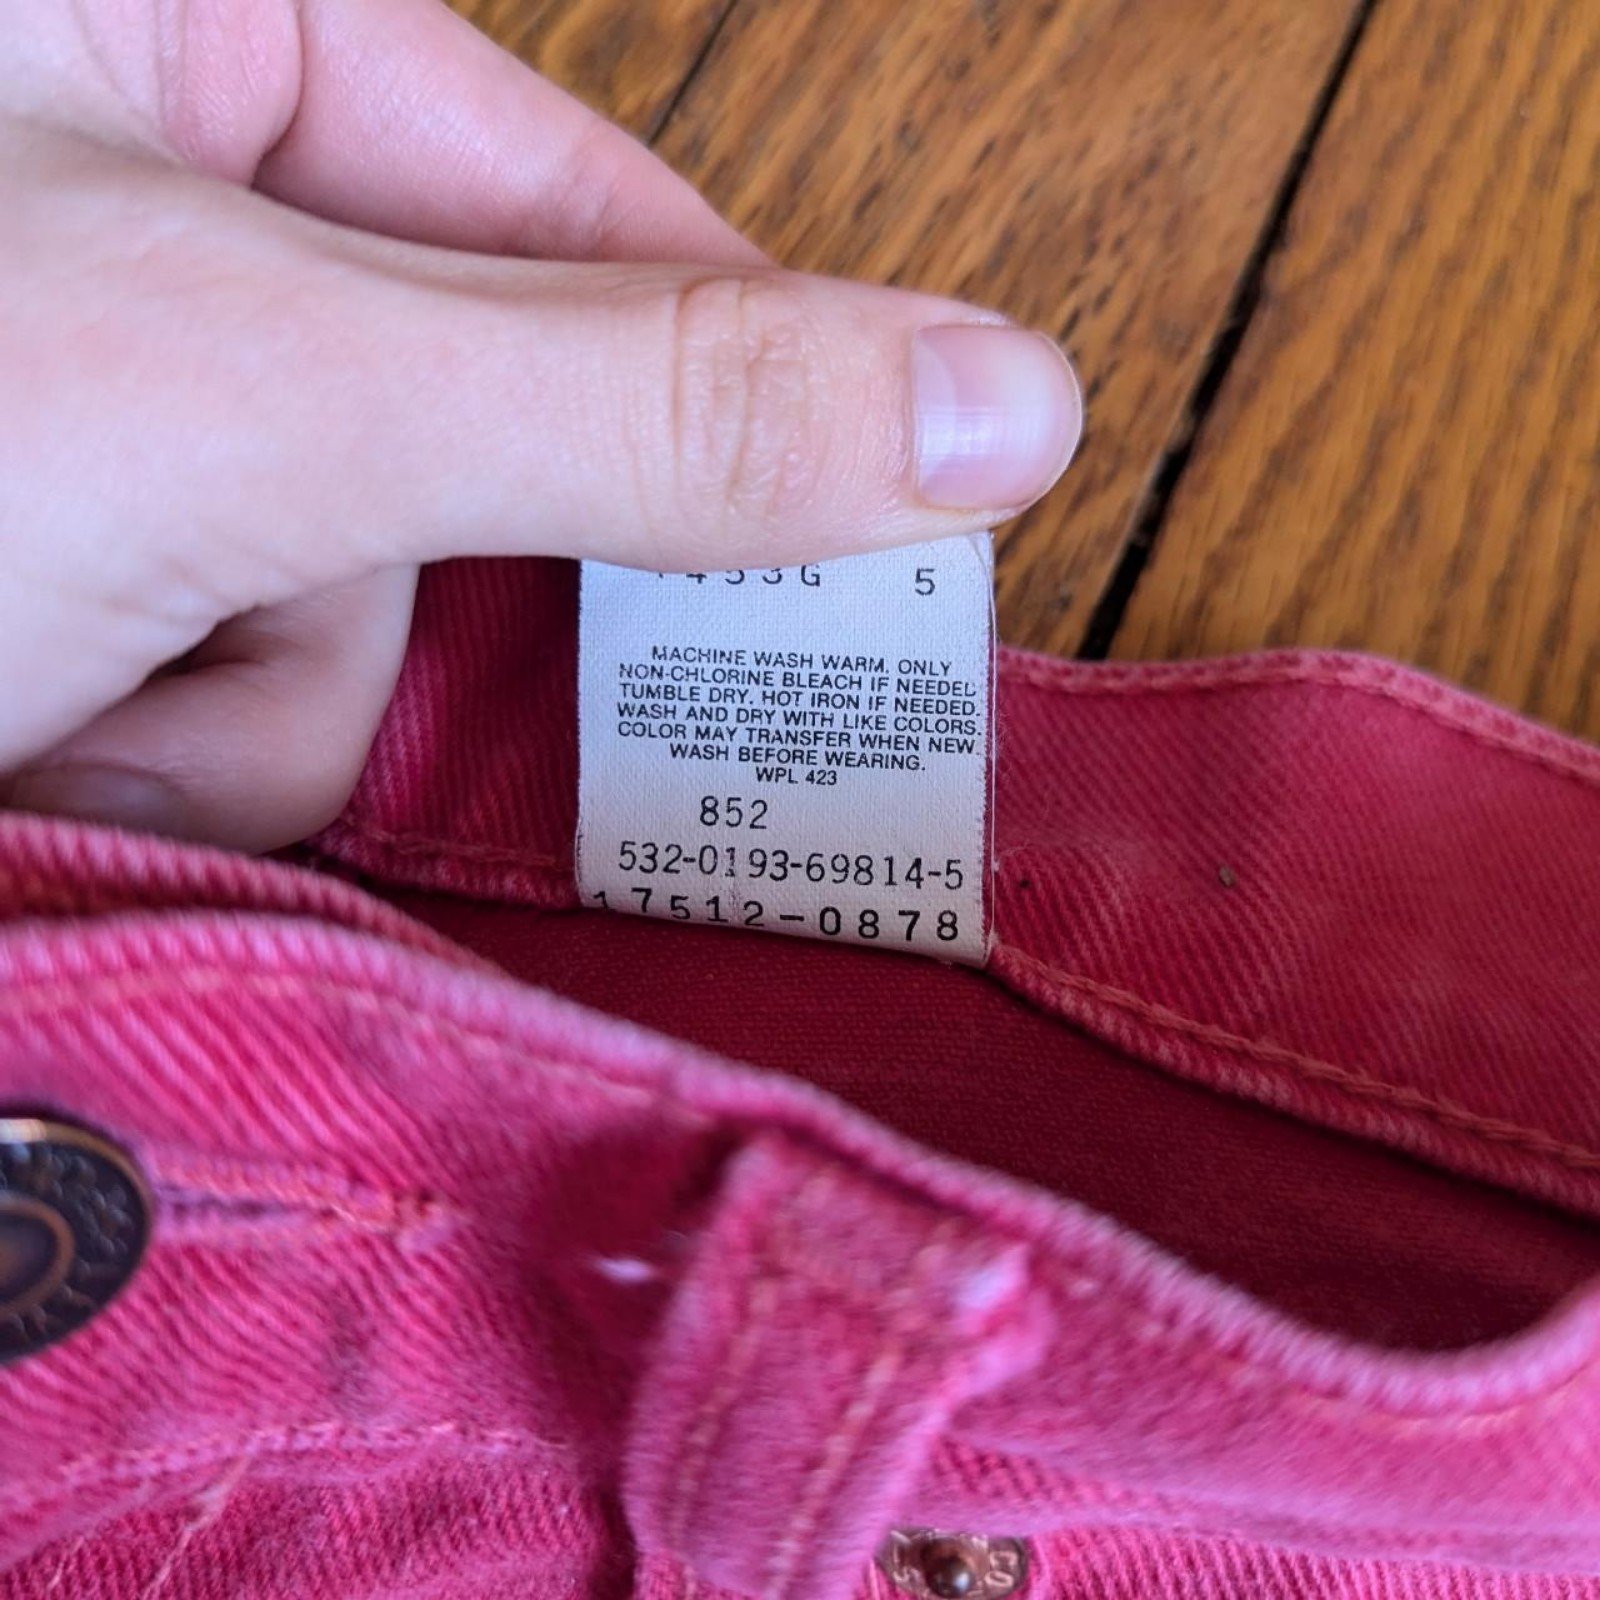 453G 5
MACHINE WASH WARM. ONLY
NON-CHLORINE BLEACH IF NEEDED
TUMBLE DRY. HOT IRON IF NEEDED.
WASH AND DRY WITH LIKE COLORS.
COLOR MAY TRANSFER WHEN NEW.
WASH BEFORE WEARING.
WPL 423
852
532-0193-69814-5
17512-0878